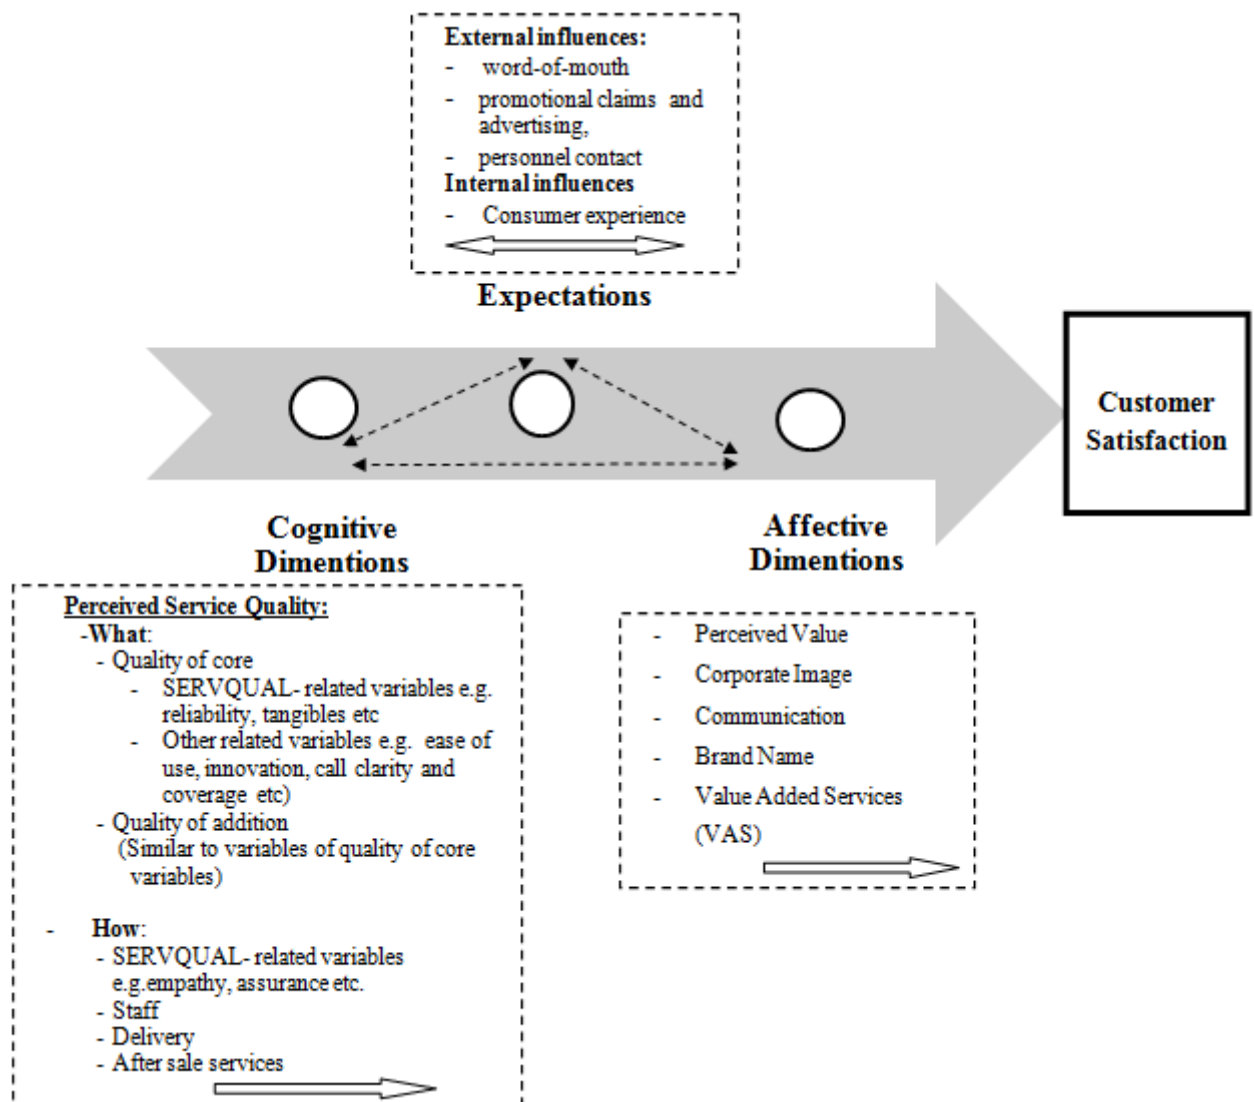 External influences:
- word-of-mouth
- promotional claims and
advertising,
- personnel contact
Internal influences
- Consumer experience
Expectations
Customer
Satisfaction
Cognitive
Dimentions
Affective
Dimentions
Perceived Service Quality:
-What:
- Quality of core
- SERVQUAL- related variables e.g.
reliability, tangibles etc
- Other related variables e.g. ease of
use, innovation, call clarity and
coverage etc)
- Quality of addition
(Similar to variables of quality of core
variables)
- How:
- SERVQUAL- related variables
e.g.empathy, assurance etc.
- Staff
- Delivery
- After sale services
- Perceived Value
- Corporate Image
- Communication
- Brand Name
- Value Added Services
(VAS)